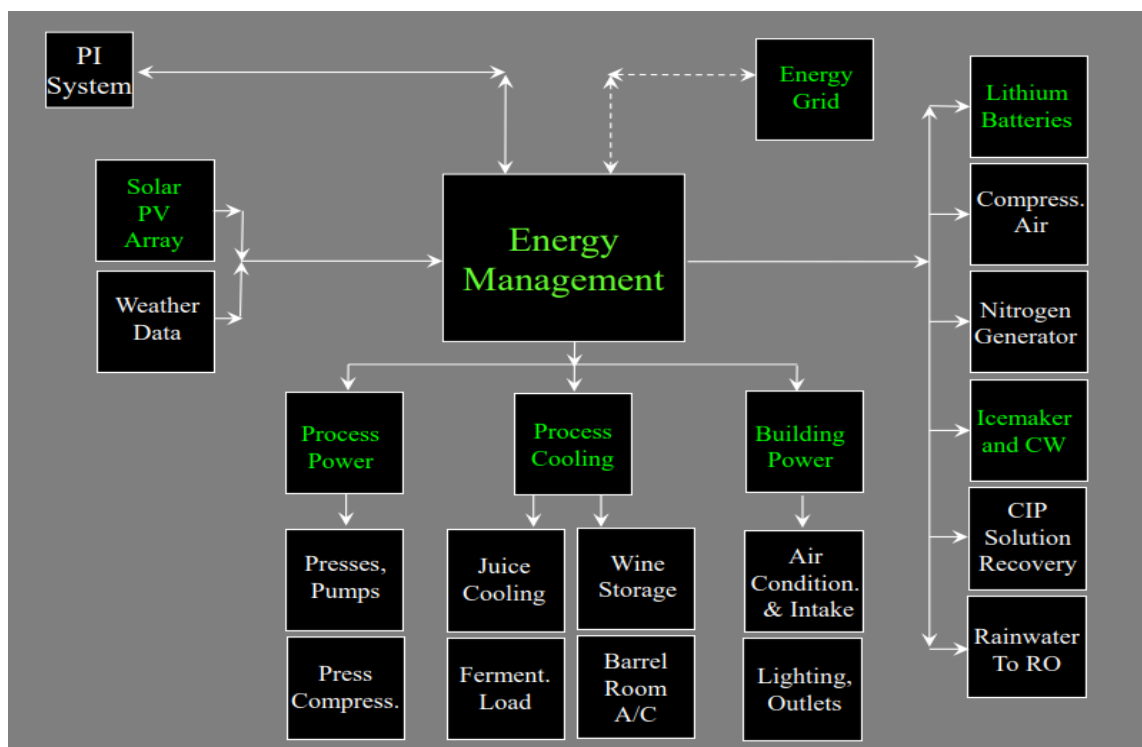 PI
System
Energy
Grid
Lithium
Batteries
Solar
PV
Array
Compress.
Air
Energy
Management
Weather
Data
Nitrogen
Generator
Process
Power
Process
Cooling
Building
Power
Icemaker
and CW
CIP
Solution
Recovery
Presses,
Pumps
Juice
Cooling
Wine
Storage
Air
Condition.
& Intake
Rainwater
To RO
Press
Compress.
Ferment.
Load
Barrel
Room
A/C
Lighting,
Outlets